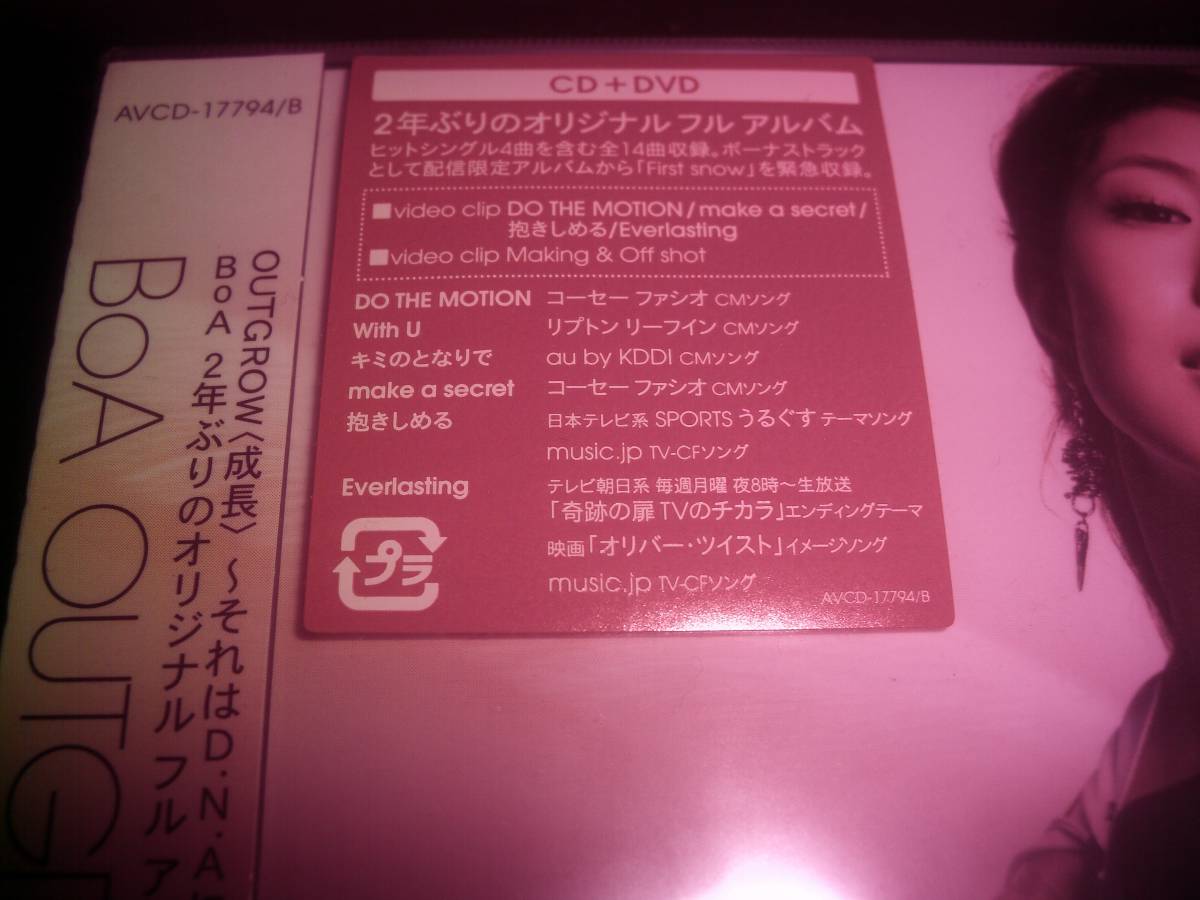 AVCD-17794/B
BOA OUTG
OUTGROW〈成長〉～それはD.N.A
BoA 2年ぶりのオリジナル フル ア
CD+DVD
2年ぶりのオリジナル フル アルバム
ヒットシングル4曲を含む全14曲収録。ボーナストラック
として配信限定アルバムから「First snow」を緊急収録。
■video clip DO THE MOTION/make a secret/
抱きしめる/Everlasting
■video clip Making & Off shot
DO THE MOTION コーセー ファシオ CMソング
With U リプトン リーフイン CMソング
キミのとなりで au by KDDI CMソング
make a secret コーセー ファシオ CMソング
抱きしめる 日本テレビ系 SPORTS うるぐす テーマソング
music.jp TV-CFソング
Everlasting テレビ朝日系 毎週月曜 夜8時～生放送
「奇跡の扉 TVのチカラ」エンディングテーマ
映画「オリバー・ツイスト」イメージソング
music.jp TV-CFソング
プラ
AVCD-17794/B